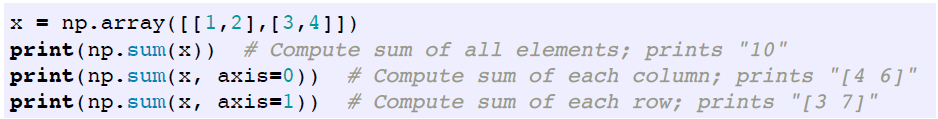 x = np.array([[1,2],[3,4]])
print(np.sum(x))  # Compute sum of all elements; prints "10"
print(np.sum(x, axis=0))  # Compute sum of each column; prints "[4 6]"
print(np.sum(x, axis=1))  # Compute sum of each row; prints "[3 7]"